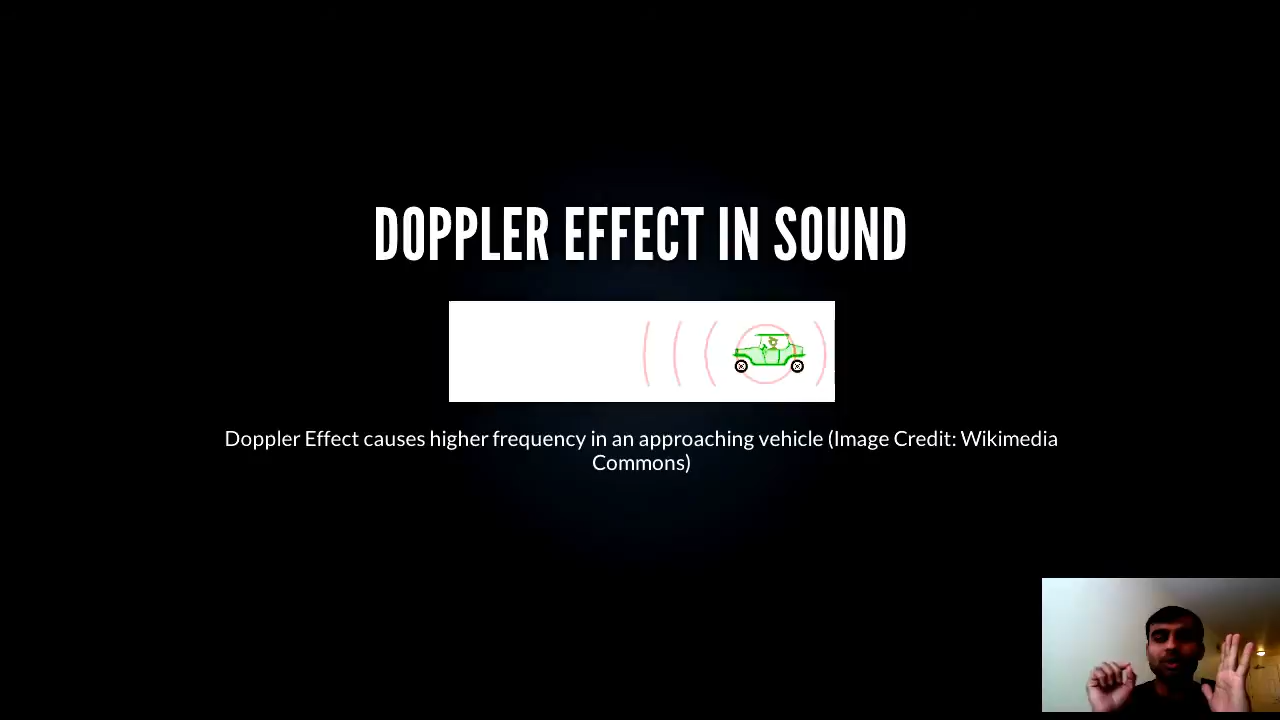 DOPPLER EFFECT IN SOUND
Doppler Effect causes higher frequency in an approaching vehicle (Image Credit: Wikimedia
Commons)